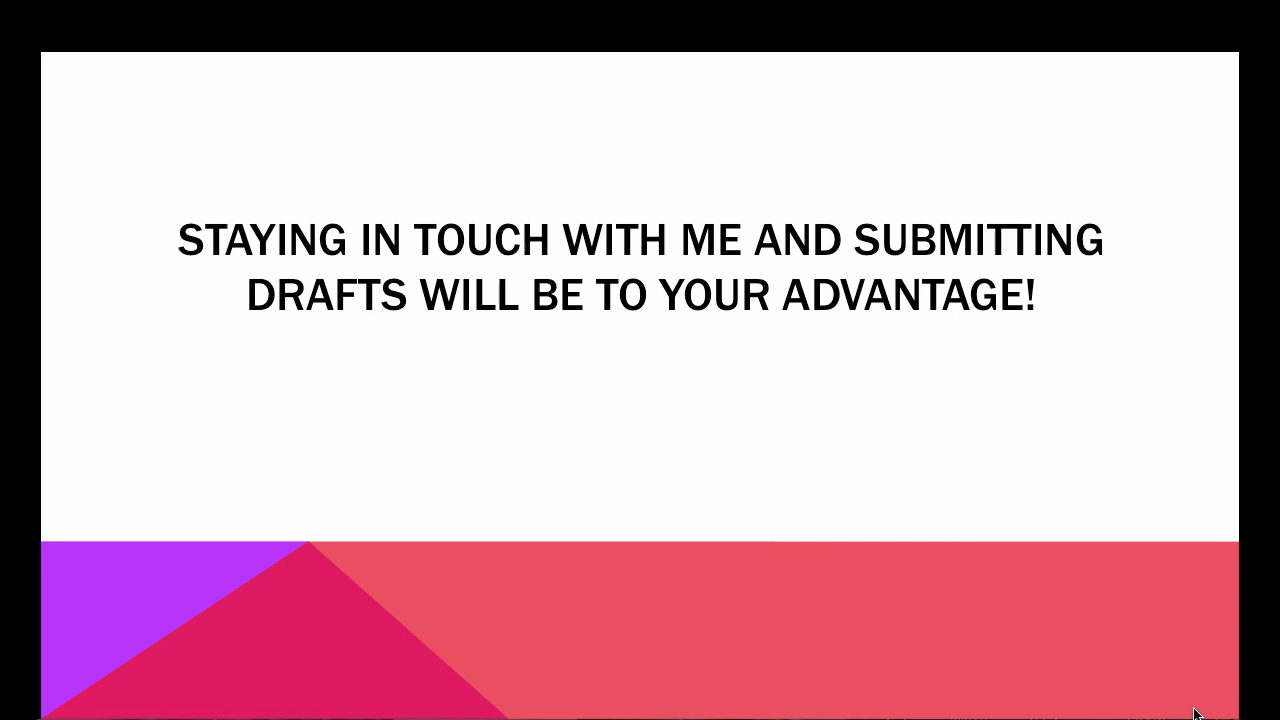 STAYING IN TOUCH WITH ME AND SUBMITTING
DRAFTS WILL BE TO YOUR ADVANTAGE!